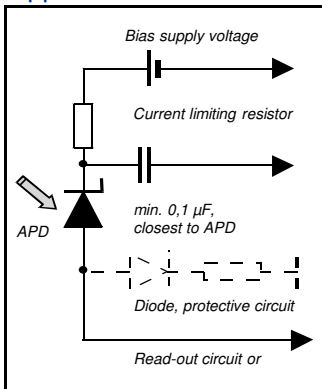 Bias supply voltage
Current limiting resistor
min. 0,1 µF,
closest to APD
APD
Diode, protective circuit
Read-out circuit or